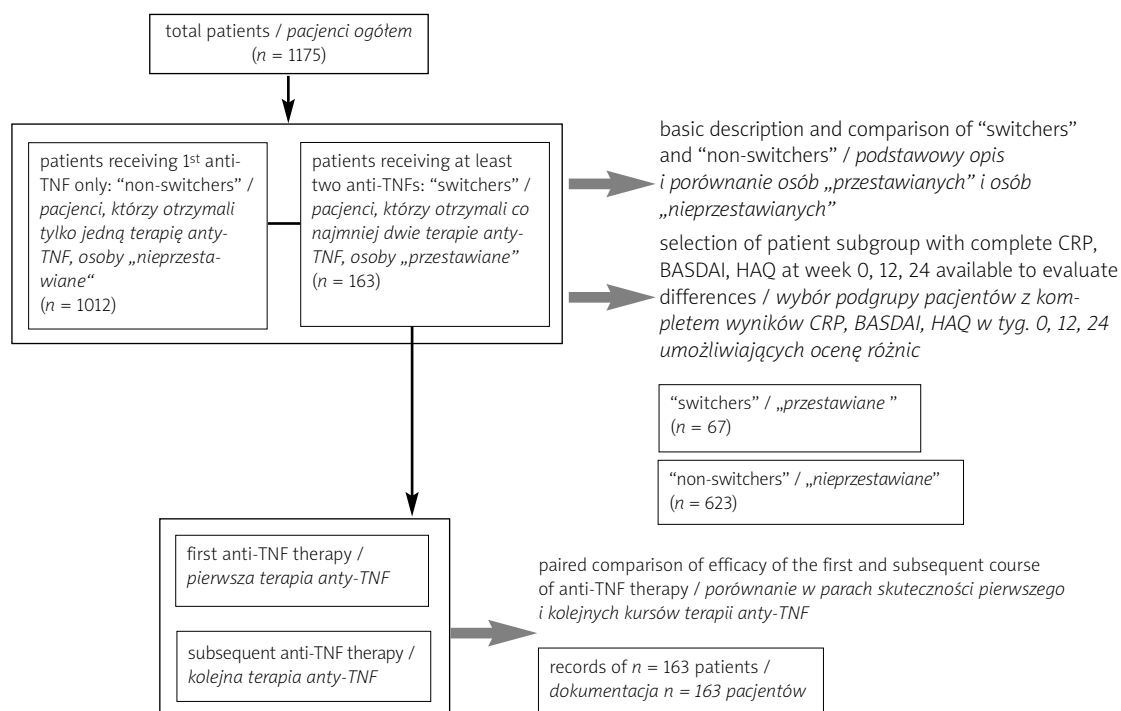 total patients / pacjenci ogółem
(n = 1175)
patients receiving 1st anti-
TNF only: “non-switchers” /
pacjenci, którzy otrzymali
tylko jedną terapię anty-
TNF, osoby „nieprzesta-
wiane“
(n = 1012)
patients receiving at least
two anti-TNFs: “switchers” /
pacjenci, którzy otrzymali co
najmniej dwie terapie anty-
TNF, osoby „przestawiane”
(n = 163)
basic description and comparison of “switchers”
and “non-switchers” / podstawowy opis
i porównanie osób „przestawianych” i osób
„nieprzestawianych”
selection of patient subgroup with complete CRP,
BASDAI, HAQ at week 0, 12, 24 available to evaluate
differences / wybór podgrupy pacjentów z kom-
pletem wyników CRP, BASDAI, HAQ w tyg. 0, 12, 24
umożliwiających ocenę różnic
“switchers” / „przestawiane ”
(n = 67)
“non-switchers” / „nieprzestawiane”
(n = 623)
first anti-TNF therapy /
pierwsza terapia anty-TNF
subsequent anti-TNF therapy /
kolejna terapia anty-TNF
paired comparison of efficacy of the first and subsequent course
of anti-TNF therapy / porównanie w parach skuteczności pierwszego
i kolejnych kursów terapii anty-TNF
records of n = 163 patients /
dokumentacja n = 163 pacjentów